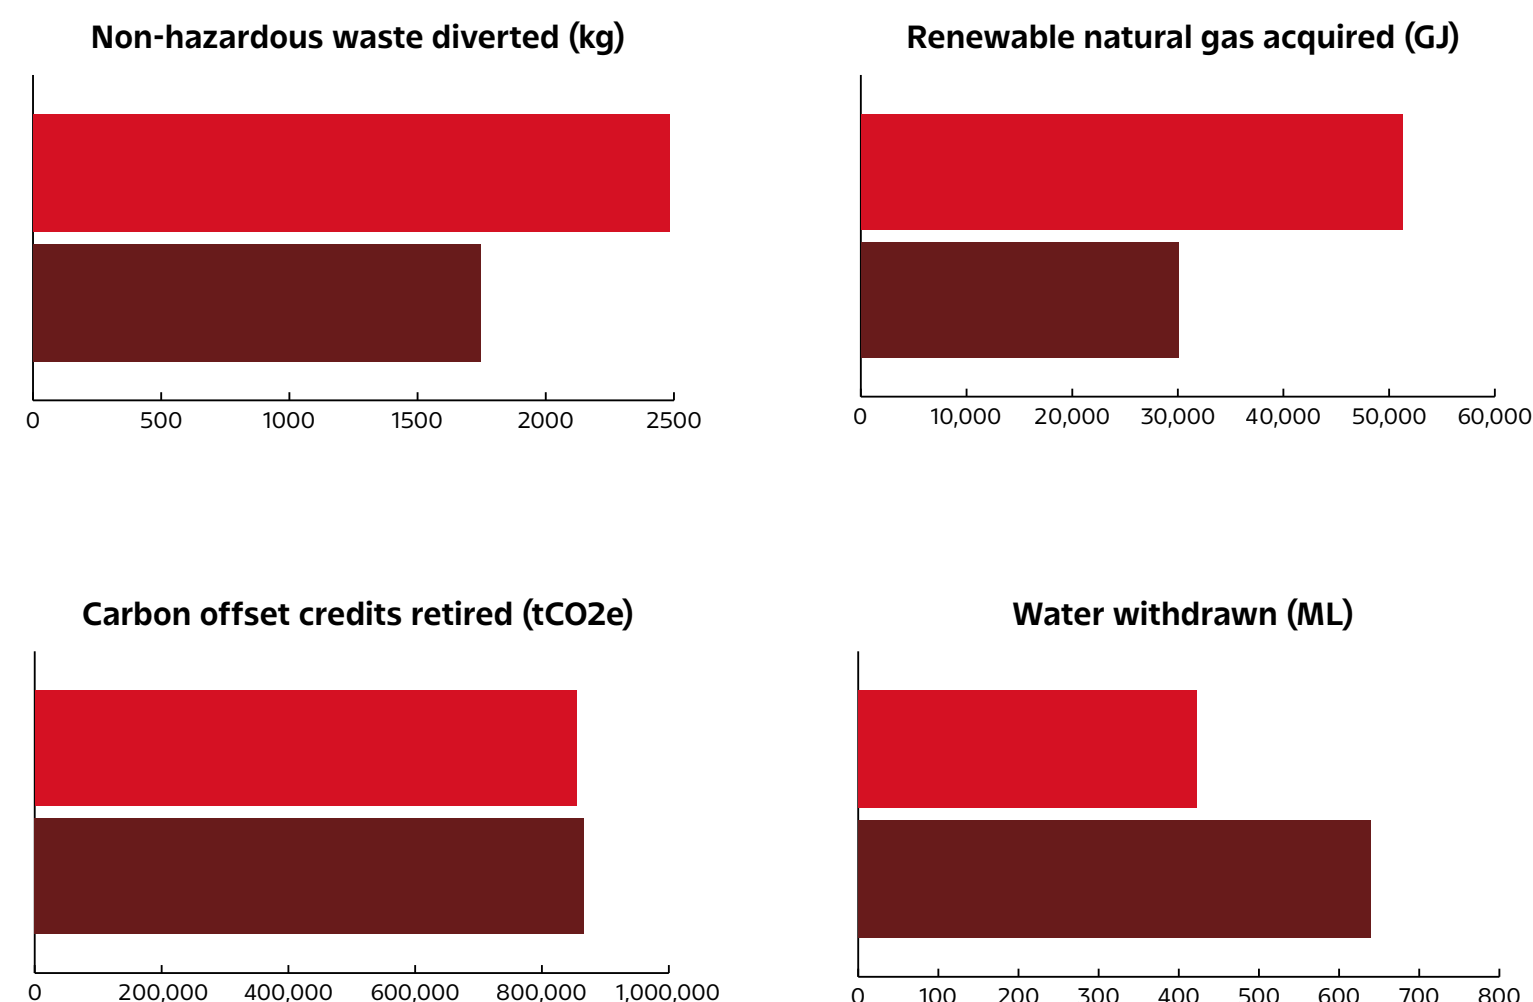 Non-hazardous waste diverted (kg)
0 500 1000 1500 2000 2500
Renewable natural gas acquired (GJ)
0 10,000 20,000 30,000 40,000 50,000 60,000
Carbon offset credits retired (tCO2e)
0 200,000 400,000 600,000 800,000 1,000,000
Water withdrawn (ML)
0 100 200 300 400 500 600 700 800